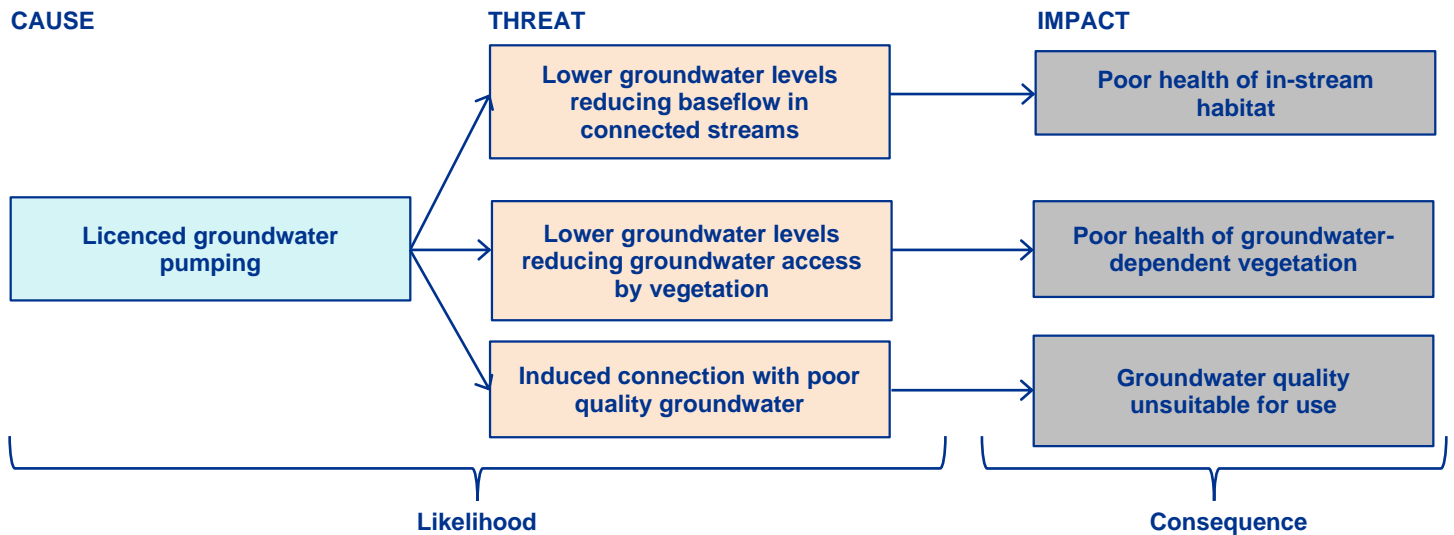 CAUSE
THREAT
IMPACT
Lower groundwater levels
reducing baseflow in
connected streams
Poor health of in-stream
habitat
Licenced groundwater
pumping
Lower groundwater levels
reducing groundwater access
by vegetation
Poor health of groundwater-
dependent vegetation
Induced connection with poor
quality groundwater
Groundwater quality
unsuitable for use
Likelihood
Consequence